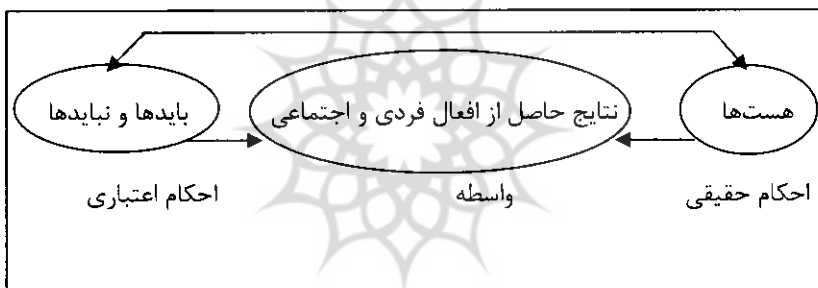 هست‌ها
نتایج حاصل از افعال فردی و اجتماعی
بایدها و نبایدها
احکام حقیقی
واسطه
احکام اعتباری